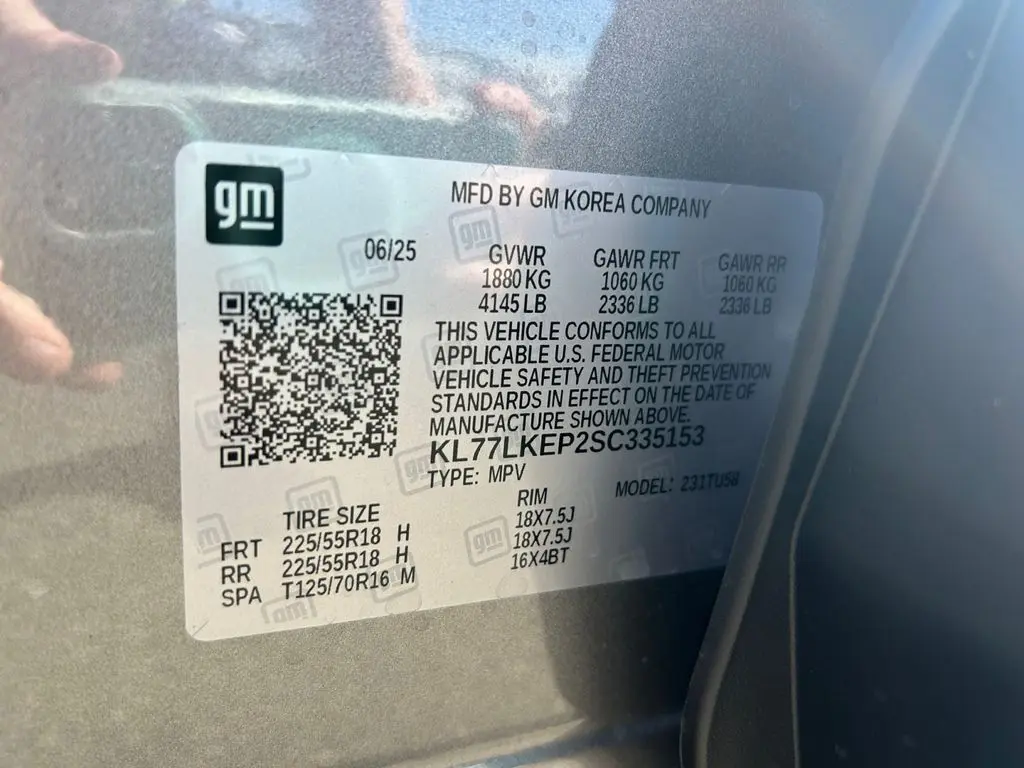 gm
MFD BY GM KOREA COMPANY
06/25
GVWR GAWR FRT GAWR RR
1880 KG 1060 KG 1060 KG
4145 LB 2336 LB 2336 LB
THIS VEHICLE CONFORMS TO ALL
APPLICABLE U.S. FEDERAL MOTOR
VEHICLE SAFETY AND THEFT PREVENTION
STANDARDS IN EFFECT ON THE DATE OF
MANUFACTURE SHOWN ABOVE.
KL77LKEP2SC335153
TYPE: MPV MODEL: 231TU58
TIRE SIZE RIM
FRT 225/55R18 H 18X7.5J
RR 225/55R18 H 18X7.5J
SPA T125/70R16 M 16X4BT